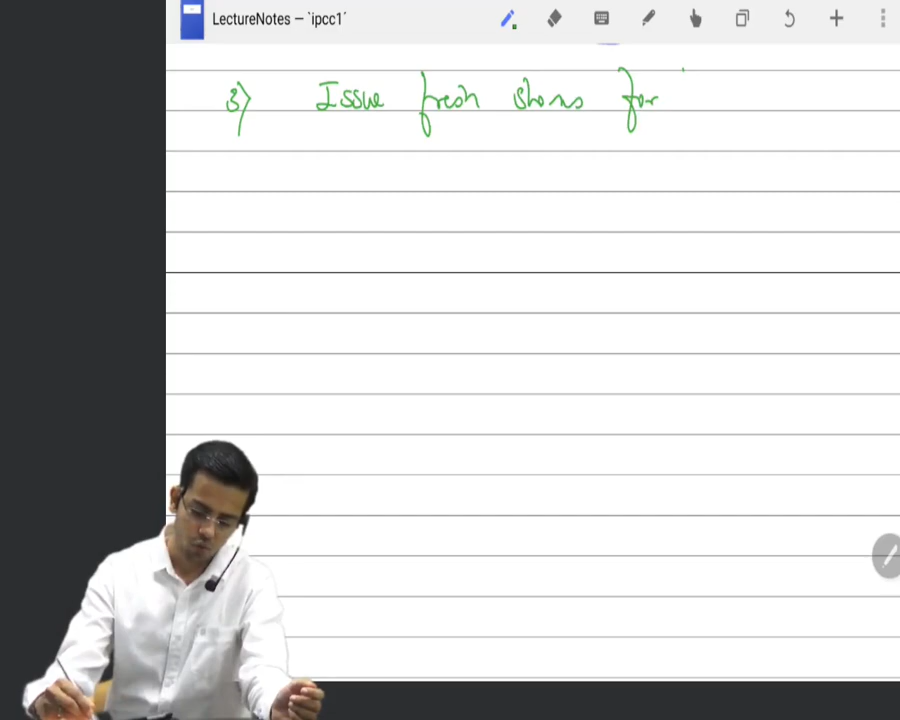 LectureNotes – `ipcc1´
3) Issue fresh shares for